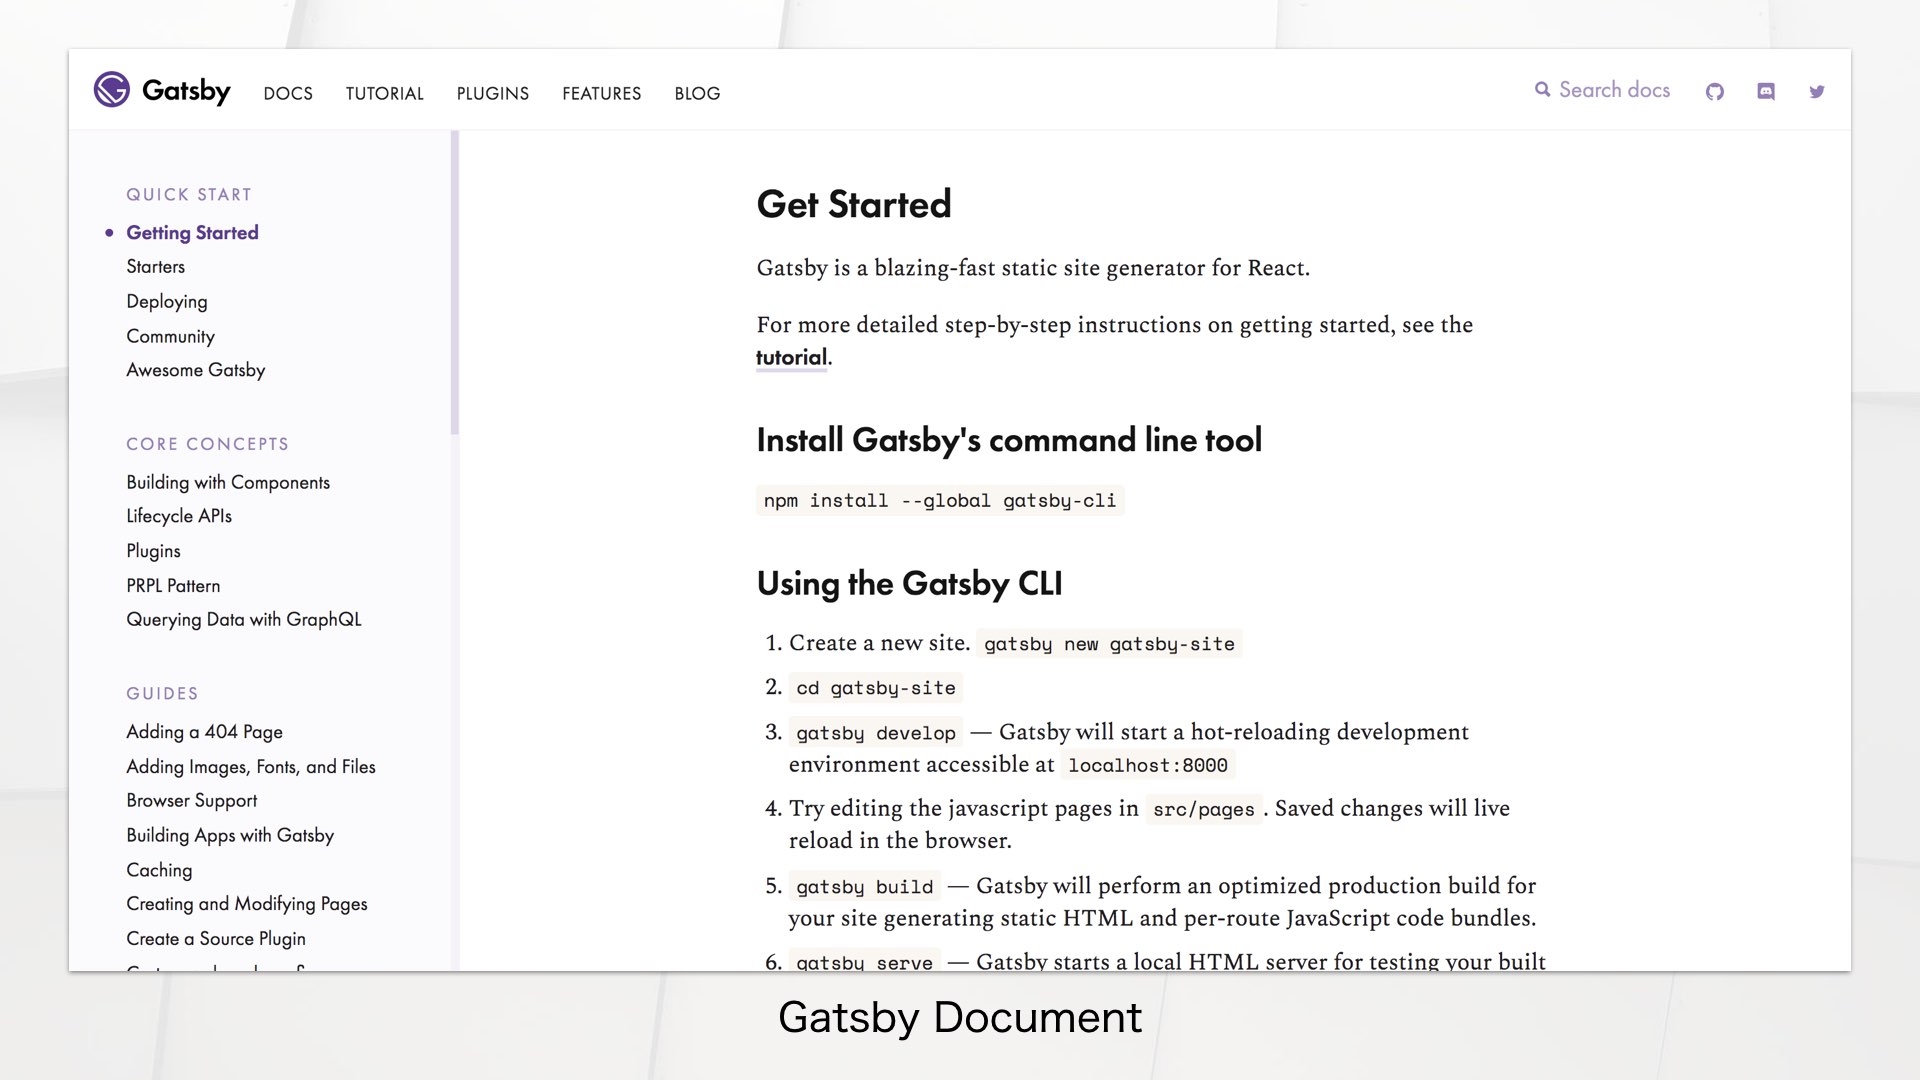 Gatsby DOCS TUTORIAL PLUGINS FEATURES BLOG Search docs
QUICK START
Getting Started
Starters
Deploying
Community
Awesome Gatsby
CORE CONCEPTS
Building with Components
Lifecycle APIs
Plugins
PRPL Pattern
Querying Data with GraphQL
GUIDES
Adding a 404 Page
Adding Images, Fonts, and Files
Browser Support
Building Apps with Gatsby
Caching
Creating and Modifying Pages
Create a Source Plugin
Get Started
Gatsby is a blazing-fast static site generator for React.
For more detailed step-by-step instructions on getting started, see the
tutorial.
Install Gatsby's command line tool
npm install --global gatsby-cli
Using the Gatsby CLI
1. Create a new site. gatsby new gatsby-site
2. cd gatsby-site
3. gatsby develop — Gatsby will start a hot-reloading development
environment accessible at localhost:8000
4. Try editing the javascript pages in src/pages. Saved changes will live
reload in the browser.
5. gatsby build — Gatsby will perform an optimized production build for
your site generating static HTML and per-route JavaScript code bundles.
6. gatsby serve — Gatsby starts a local HTML server for testing your built
Gatsby Document